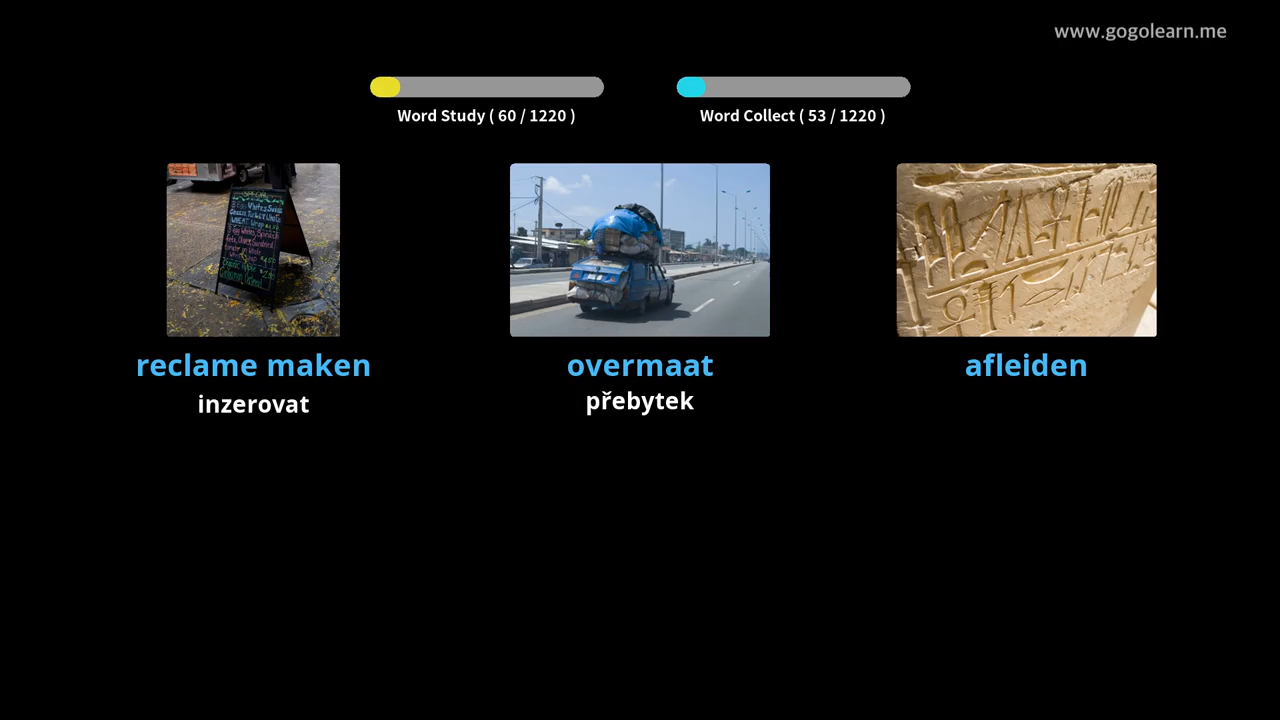 www.gogolearn.me
Word Study ( 60 / 1220 )
Word Collect ( 53 / 1220 )
reclame maken
overmaat
afleiden
inzerovat
přebytek